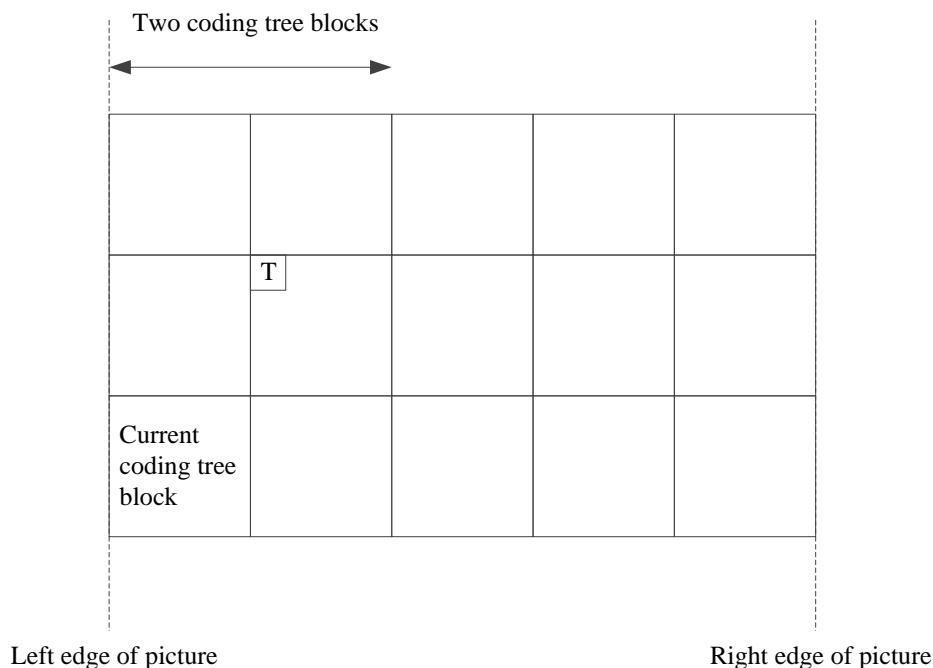 Two coding tree blocks
T
Current
coding tree
block
Left edge of picture
Right edge of picture